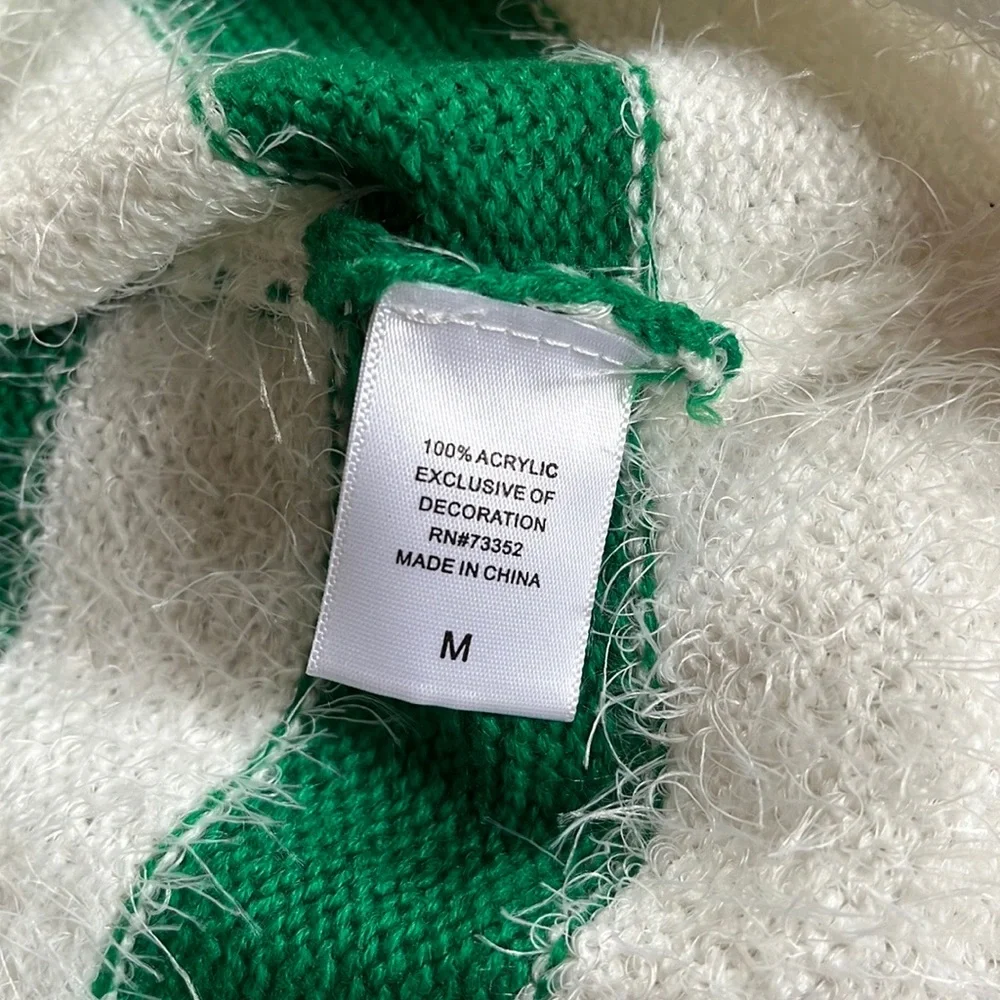 100% ACRYLIC
EXCLUSIVE OF
DECORATION
RN#73352
MADE IN CHINA
M